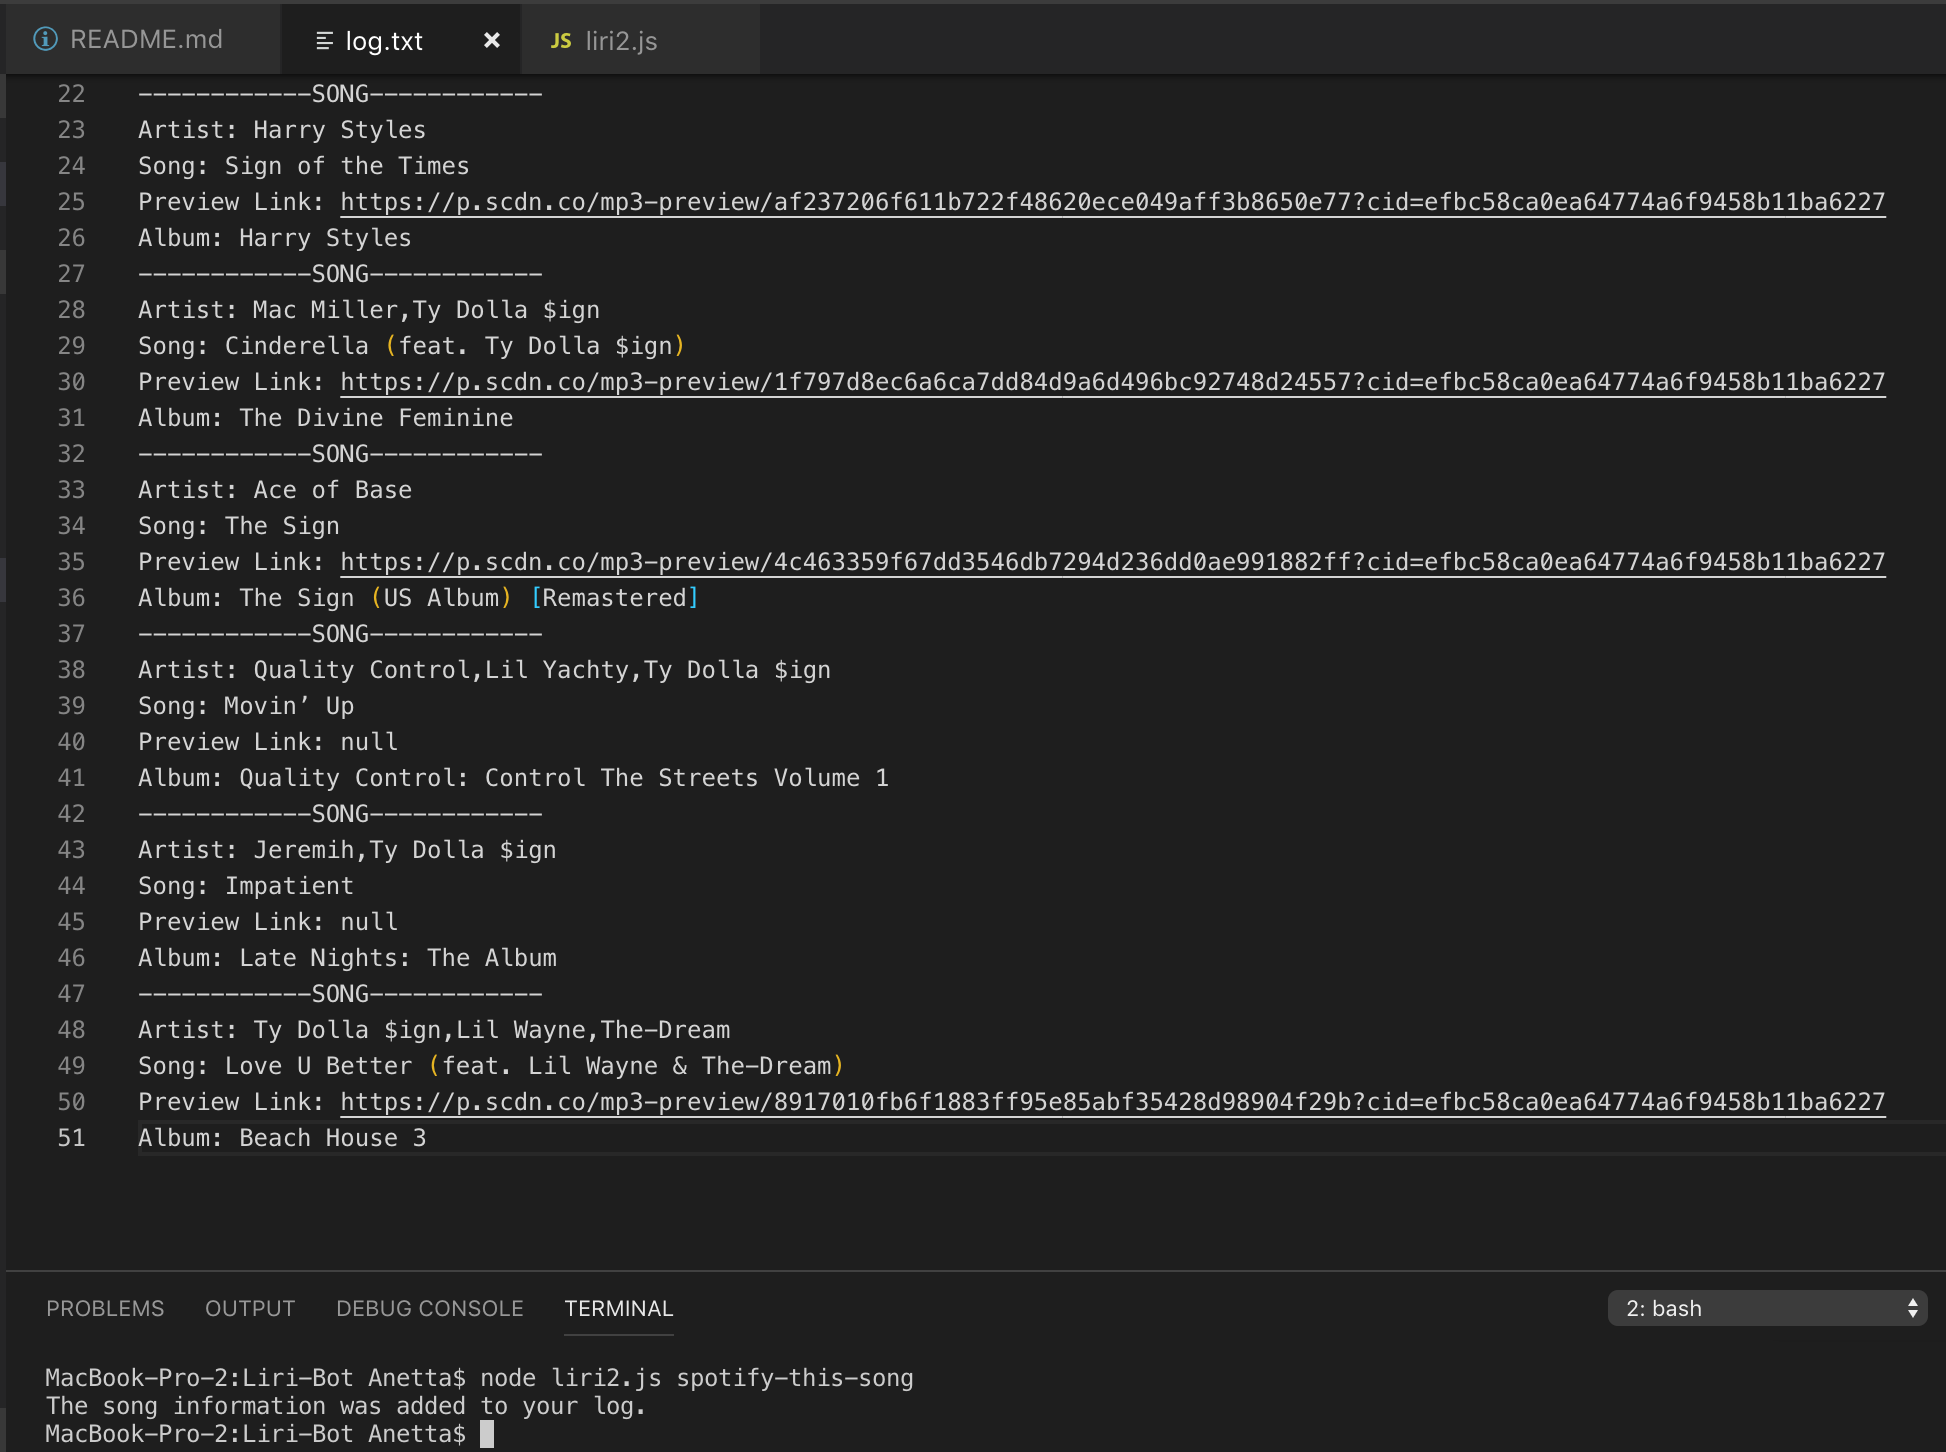 README.md
log.txt
JS liri2.js
22 ------------SONG------------
23 Artist: Harry Styles
24 Song: Sign of the Times
25 Preview Link: https://p.scdn.co/mp3-preview/af237206f611b722f48620ece049aff3b8650e77?cid=efbc58ca0ea64774a6f9458b11ba6227
26 Album: Harry Styles
27 ------------SONG------------
28 Artist: Mac Miller,Ty Dolla $ign
29 Song: Cinderella (feat. Ty Dolla $ign)
30 Preview Link: https://p.scdn.co/mp3-preview/1f797d8ec6a6ca7dd84d9a6d496bc92748d24557?cid=efbc58ca0ea64774a6f9458b11ba6227
31 Album: The Divine Feminine
32 ------------SONG------------
33 Artist: Ace of Base
34 Song: The Sign
35 Preview Link: https://p.scdn.co/mp3-preview/4c463359f67dd3546db7294d236dd0ae991882ff?cid=efbc58ca0ea64774a6f9458b11ba6227
36 Album: The Sign (US Album) [Remastered]
37 ------------SONG------------
38 Artist: Quality Control,Lil Yachty,Ty Dolla $ign
39 Song: Movin’ Up
40 Preview Link: null
41 Album: Quality Control: Control The Streets Volume 1
42 ------------SONG------------
43 Artist: Jeremih,Ty Dolla $ign
44 Song: Impatient
45 Preview Link: null
46 Album: Late Nights: The Album
47 ------------SONG------------
48 Artist: Ty Dolla $ign,Lil Wayne,The-Dream
49 Song: Love U Better (feat. Lil Wayne & The-Dream)
50 Preview Link: https://p.scdn.co/mp3-preview/8917010fb6f1883ff95e85abf35428d98904f29b?cid=efbc58ca0ea64774a6f9458b11ba6227
51 Album: Beach House 3
PROBLEMS OUTPUT DEBUG CONSOLE TERMINAL 2: bash
MacBook-Pro-2:Liri-Bot Anetta$ node liri2.js spotify-this-song
The song information was added to your log.
MacBook-Pro-2:Liri-Bot Anetta$